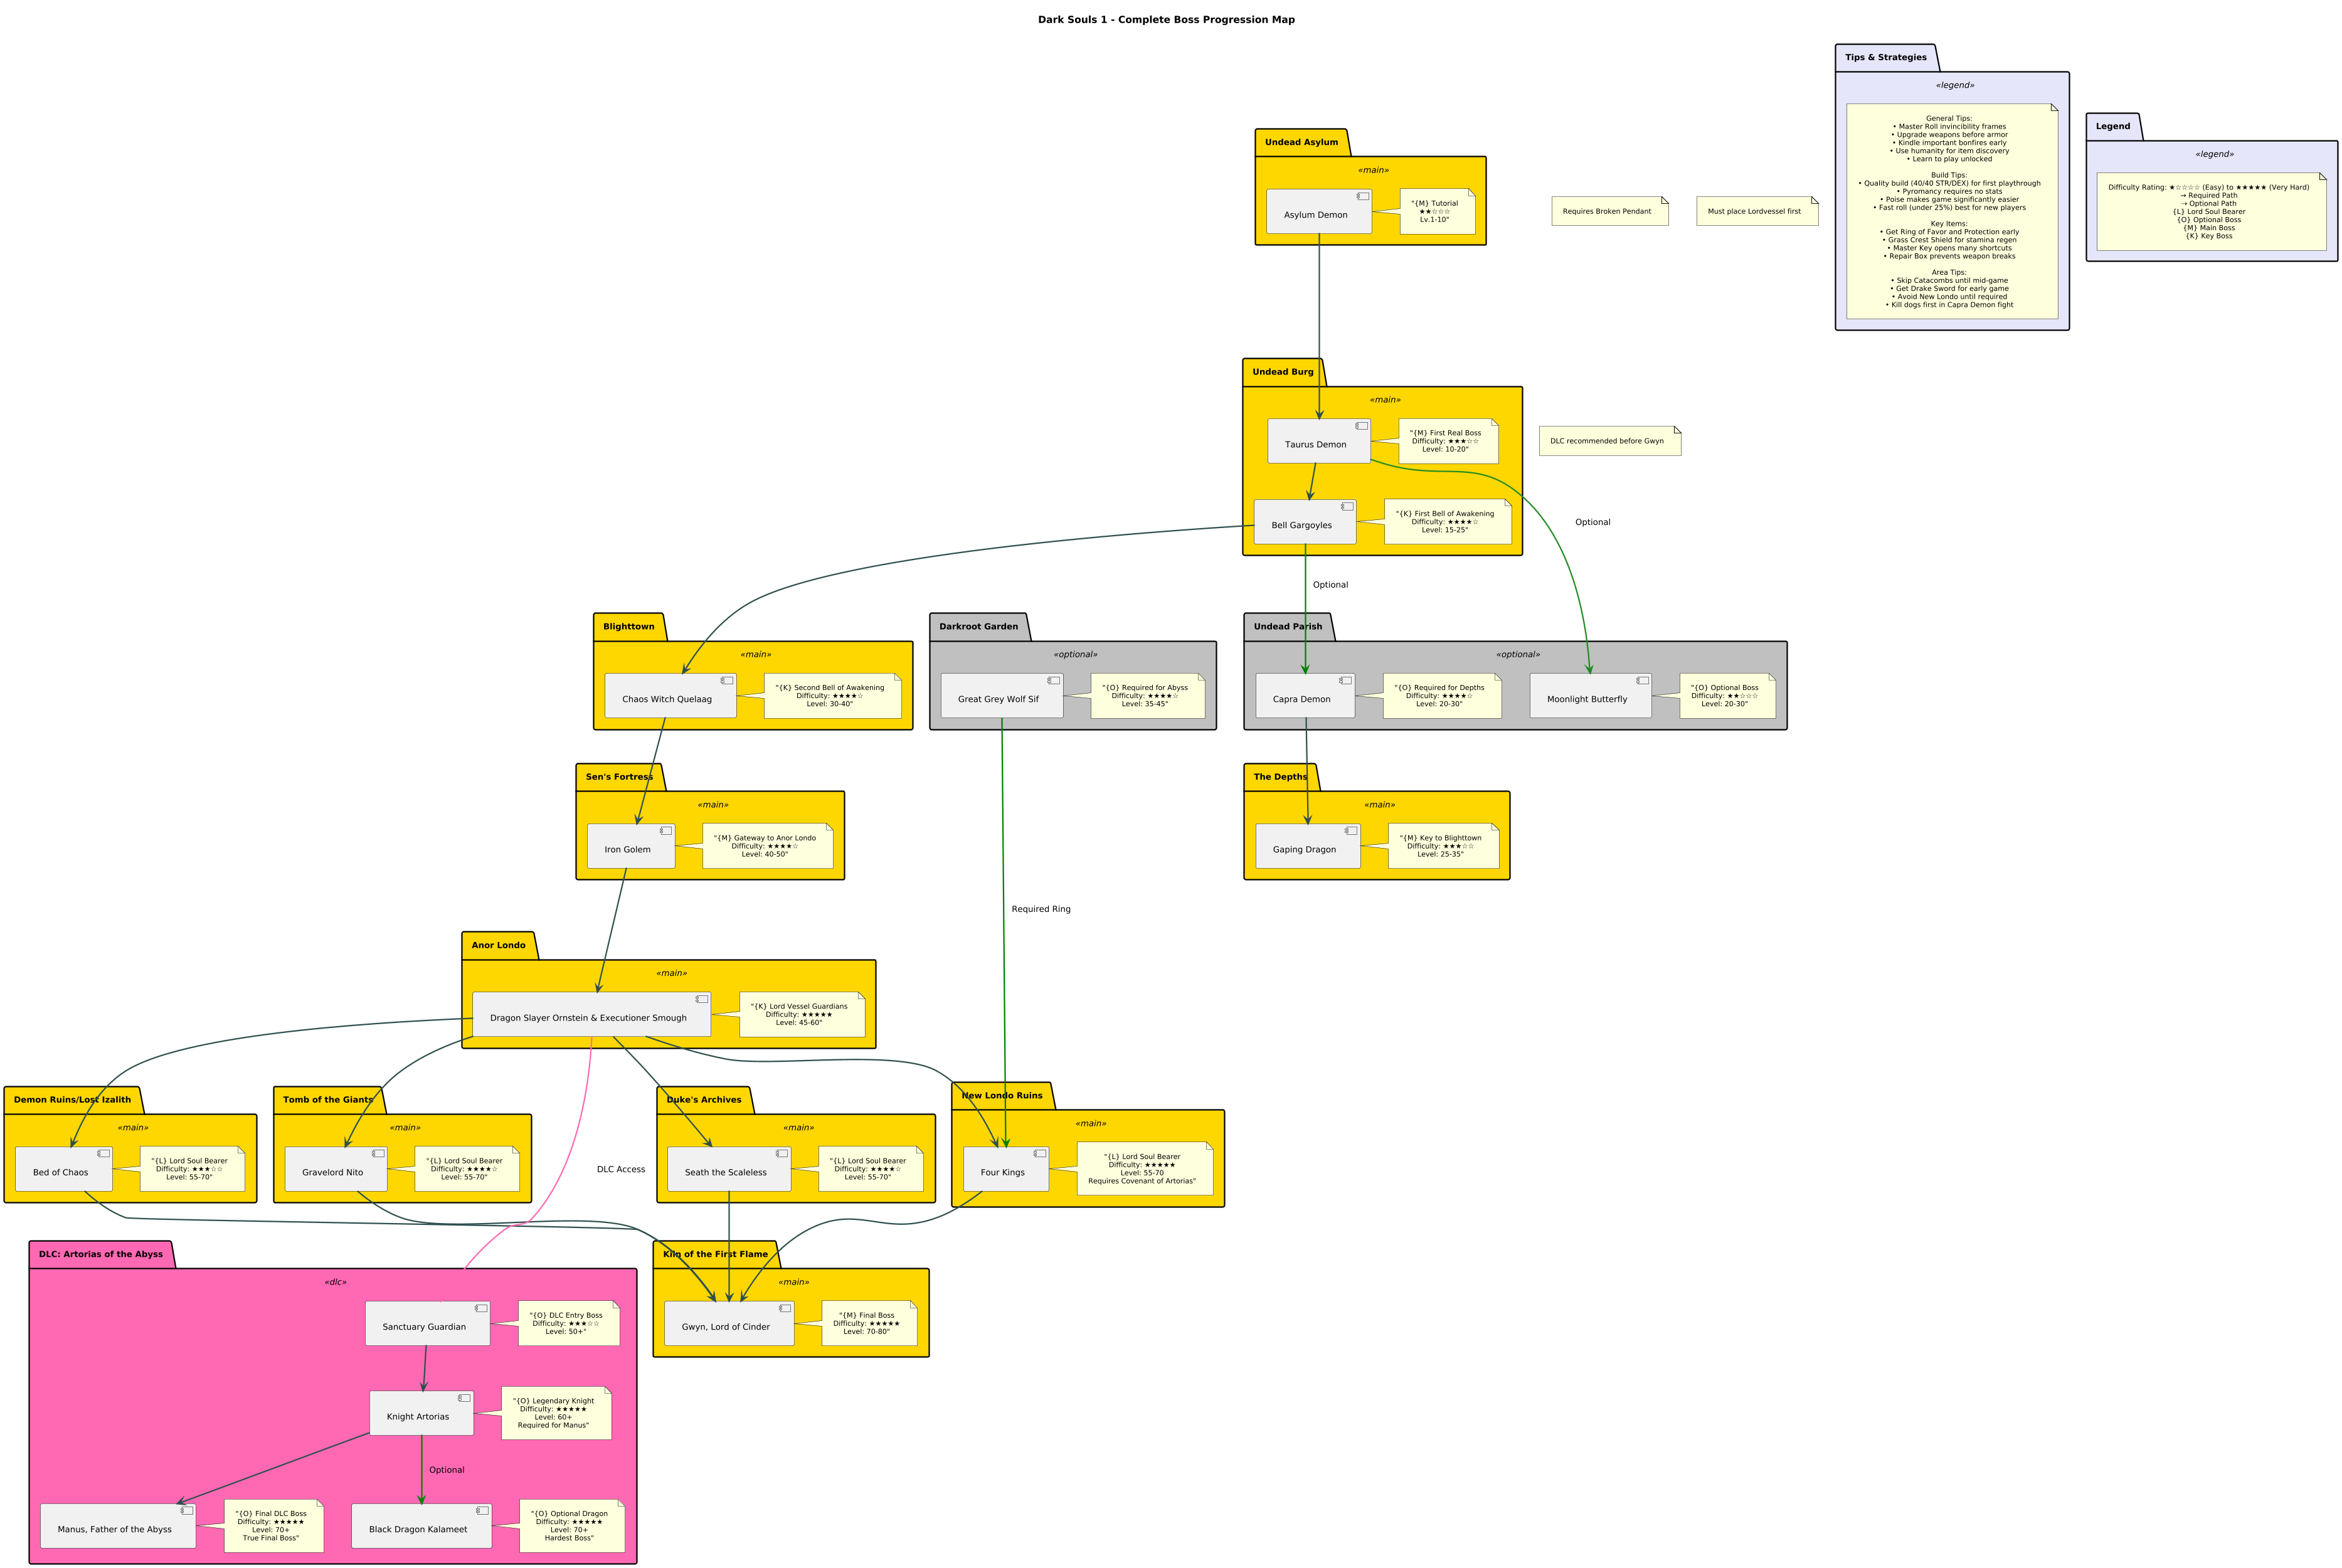 Dark Souls 1 - Complete Boss Progression Map
Tips & Strategies
«legend»
General Tips:
• Master Roll invincibility frames
• Upgrade weapons before armor
• Kindle important bonfires early
• Use humanity for item discovery
• Learn to play unlocked
Build Tips:
• Quality build (40/40 STR/DEX) for first playthrough
• Pyromancy requires no stats
• Poise makes game significantly easier
• Fast roll (under 25%) best for new players
Key Items:
• Get Ring of Favor and Protection early
• Grass Crest Shield for stamina regen
• Master Key opens many shortcuts
• Repair Box prevents weapon breaks
Area Tips:
• Skip Catacombs until mid-game
• Get Drake Sword for early game
• Avoid New Londo until required
• Kill dogs first in Capra Demon fight
Legend
«legend»
Difficulty Rating: ★☆☆☆☆ (Easy) to ★★★★★ (Very Hard)
→ Required Path
⇢ Optional Path
{L} Lord Soul Bearer
{O} Optional Boss
{M} Main Boss
{K} Key Boss
Undead Asylum
«main»
Asylum Demon
"{M} Tutorial
★★☆☆☆
Lv.1-10"
Requires Broken Pendant
Must place Lordvessel first
Undead Burg
«main»
Taurus Demon
"{M} First Real Boss
Difficulty: ★★★☆☆
Level: 10-20"
DLC recommended before Gwyn
Bell Gargoyles
"{K} First Bell of Awakening
Difficulty: ★★★★☆
Level: 15-25"
Optional
Optional
Blighttown
«main»
Chaos Witch Quelaag
"{K} Second Bell of Awakening
Difficulty: ★★★★☆
Level: 30-40"
Darkroot Garden
«optional»
Great Grey Wolf Sif
"{O} Required for Abyss
Difficulty: ★★★★☆
Level: 35-45"
Undead Parish
«optional»
Capra Demon
"{O} Required for Depths
Difficulty: ★★★★☆
Level: 20-30"
Moonlight Butterfly
"{O} Optional Boss
Difficulty: ★★☆☆☆
Level: 20-30"
Sen's Fortress
«main»
Iron Golem
"{M} Gateway to Anor Londo
Difficulty: ★★★★☆
Level: 40-50"
The Depths
«main»
Gaping Dragon
"{M} Key to Blighttown
Difficulty: ★★★☆☆
Level: 25-35"
Required Ring
Anor Londo
«main»
Dragon Slayer Ornstein & Executioner Smough
"{K} Lord Vessel Guardians
Difficulty: ★★★★★
Level: 45-60"
Demon Ruins/Lost Izalith
«main»
Bed of Chaos
"{L} Lord Soul Bearer
Difficulty: ★★★☆☆
Level: 55-70"
Tomb of the Giants
«main»
Gravelord Nito
"{L} Lord Soul Bearer
Difficulty: ★★★★☆
Level: 55-70"
DLC Access
Duke's Archives
«main»
Seath the Scaleless
"{L} Lord Soul Bearer
Difficulty: ★★★★☆
Level: 55-70"
New Londo Ruins
«main»
Four Kings
"{L} Lord Soul Bearer
Difficulty: ★★★★★
Level: 55-70
Requires Covenant of Artorias"
DLC: Artorias of the Abyss
«dlc»
Sanctuary Guardian
"{O} DLC Entry Boss
Difficulty: ★★★☆☆
Level: 50+"
Kiln of the First Flame
«main»
Gwyn, Lord of Cinder
"{M} Final Boss
Difficulty: ★★★★★
Level: 70-80"
Knight Artorias
"{O} Legendary Knight
Difficulty: ★★★★★
Level: 60+
Required for Manus"
Optional
Manus, Father of the Abyss
"{O} Final DLC Boss
Difficulty: ★★★★★
Level: 70+
True Final Boss"
Black Dragon Kalameet
"{O} Optional Dragon
Difficulty: ★★★★★
Level: 70+
Hardest Boss"